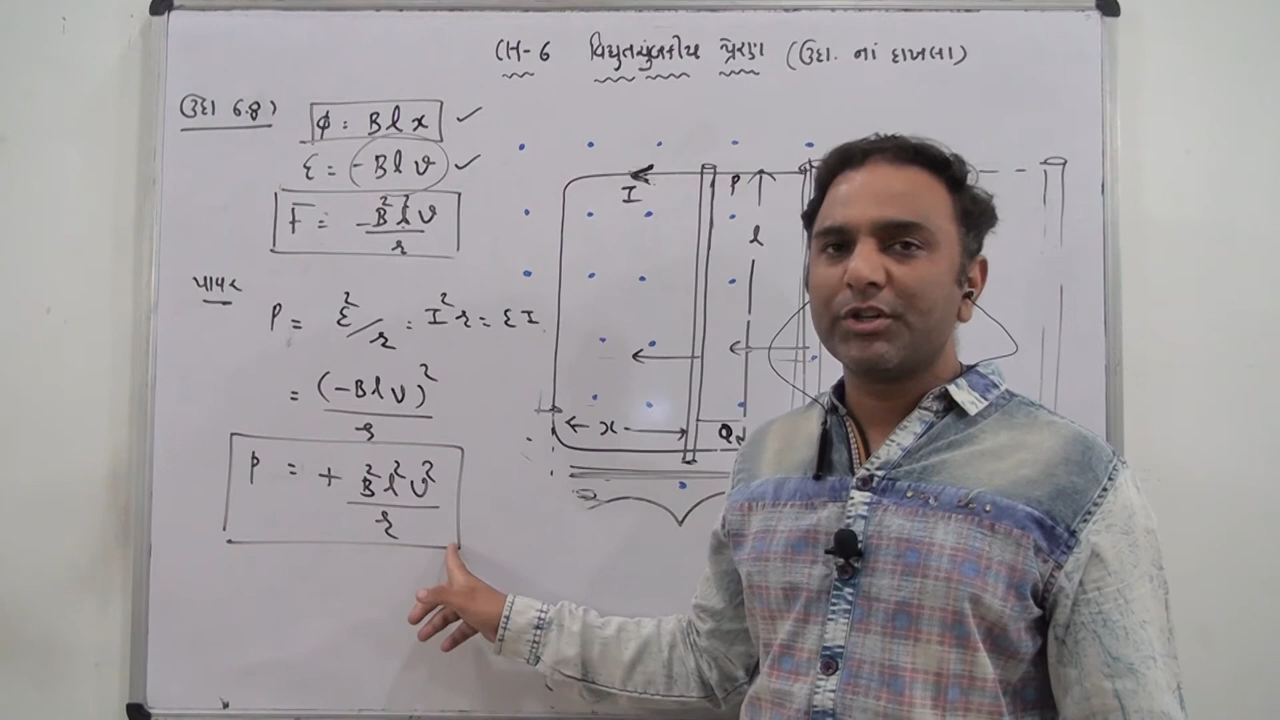 CH-6 વિદ્યુતચુંબકીય પ્રેરણ (ઉદા. નાં દાખલા)
ઉદા 6.8)
ϕ = Blx ✓
ε = -Blv ✓
F = -B²l²v/r
પાવર
P = ε²/r = I²r = εI
= (-Blv)²/r
P = + B²l²v²/r
I
P
l
x
Q